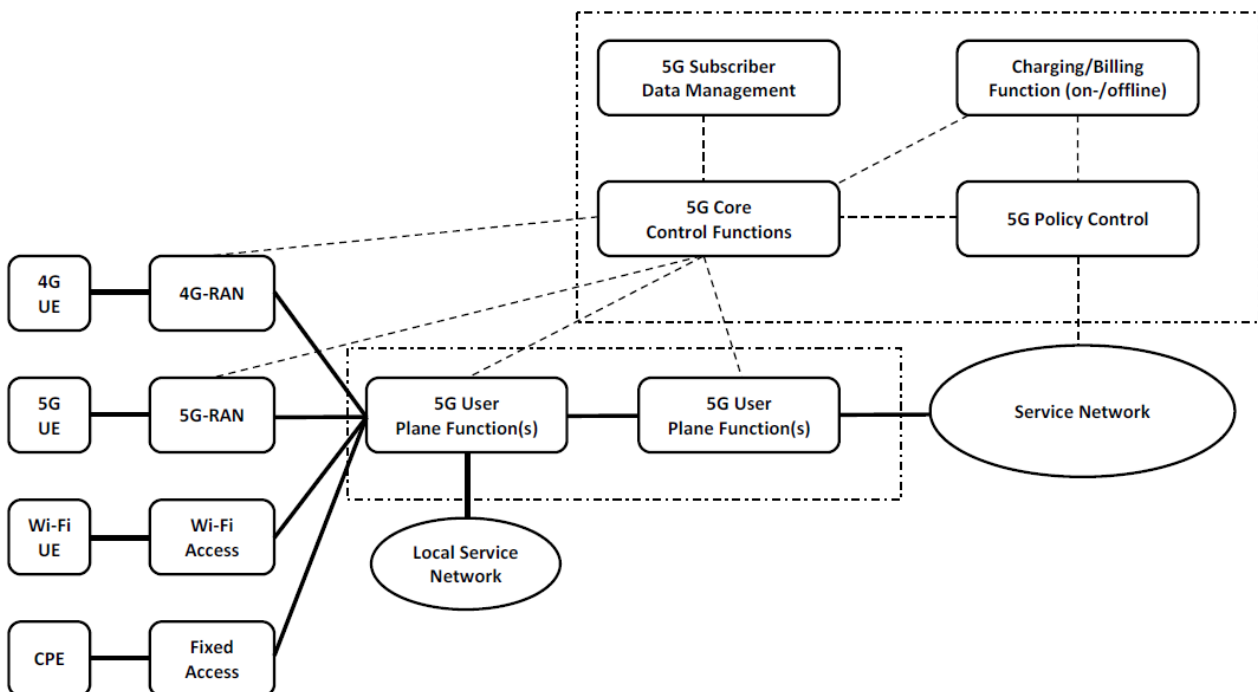 5G Subscriber
Data Management
Charging/Billing
Function (on-/offline)
5G Core
Control Functions
5G Policy Control
4G
UE
4G-RAN
5G
UE
5G-RAN
5G User
Plane Function(s)
5G User
Plane Function(s)
Service Network
Wi-Fi
UE
Wi-Fi
Access
Local Service
Network
CPE
Fixed
Access